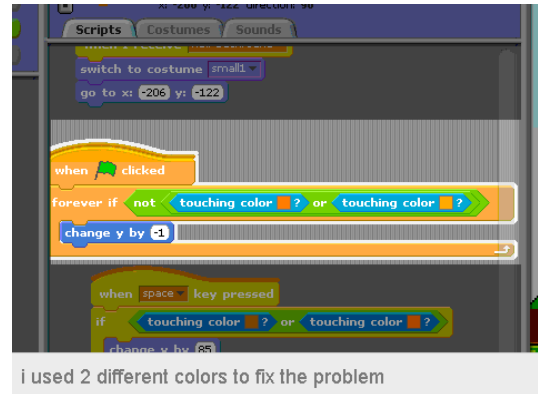 x: -206 y: -122 direction: 90
Scripts Costumes Sounds
when I receive
switch to costume small1
go to x: -206 y: -122
when clicked
forever if not touching color ? or touching color ?
change y by -1
when space key pressed
if touching color ? or touching color ?
change y by 85
i used 2 different colors to fix the problem